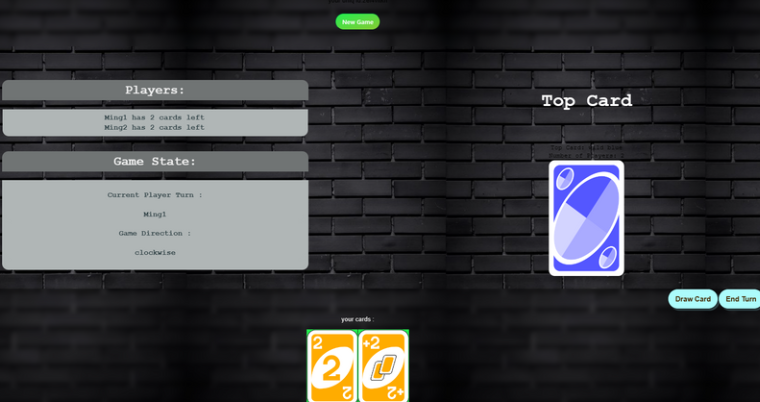 New Game
Players:
Ming1 has 2 cards left
Ming2 has 2 cards left
Game State:
Current Player Turn :
Ming1
Game Direction :
clockwise
Top Card
Draw Card
End Turn
your cards :
2
2
2
+2
+2